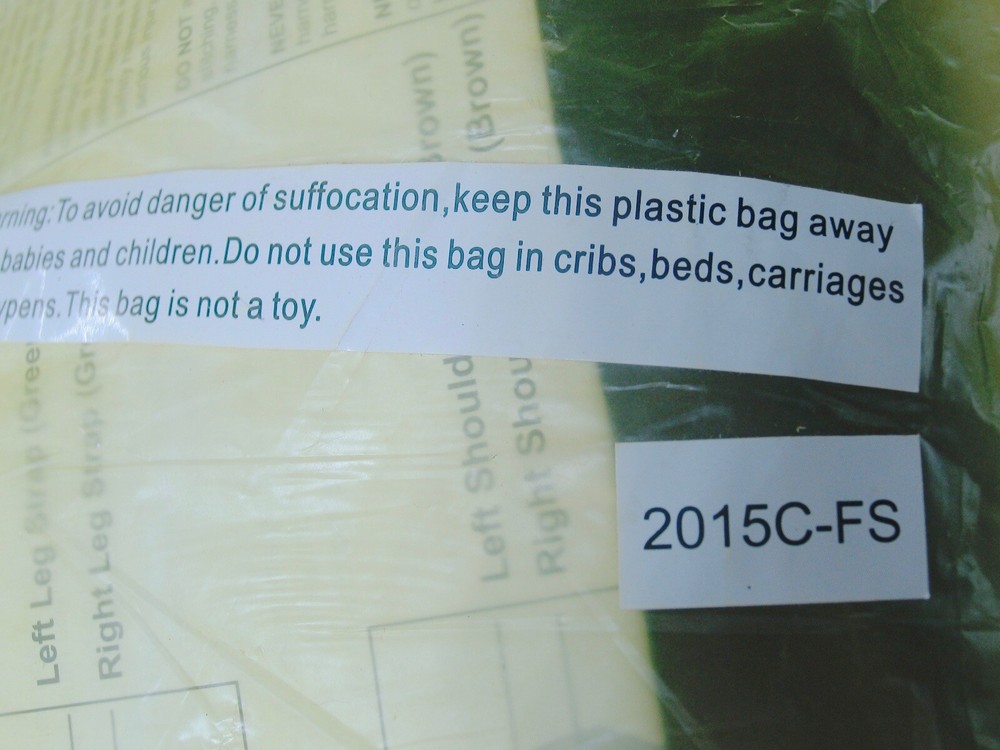 DO NOT
NEVE
(Brown)
rown)
rning: To avoid danger of suffocation,keep this plastic bag away
babies and children.Do not use this bag in cribs,beds,carriages
ypens. This bag is not a toy.
Left Leg Strap (Gree
Right Leg Strap (Gr
Left Should
Right Shou
2015C-FS